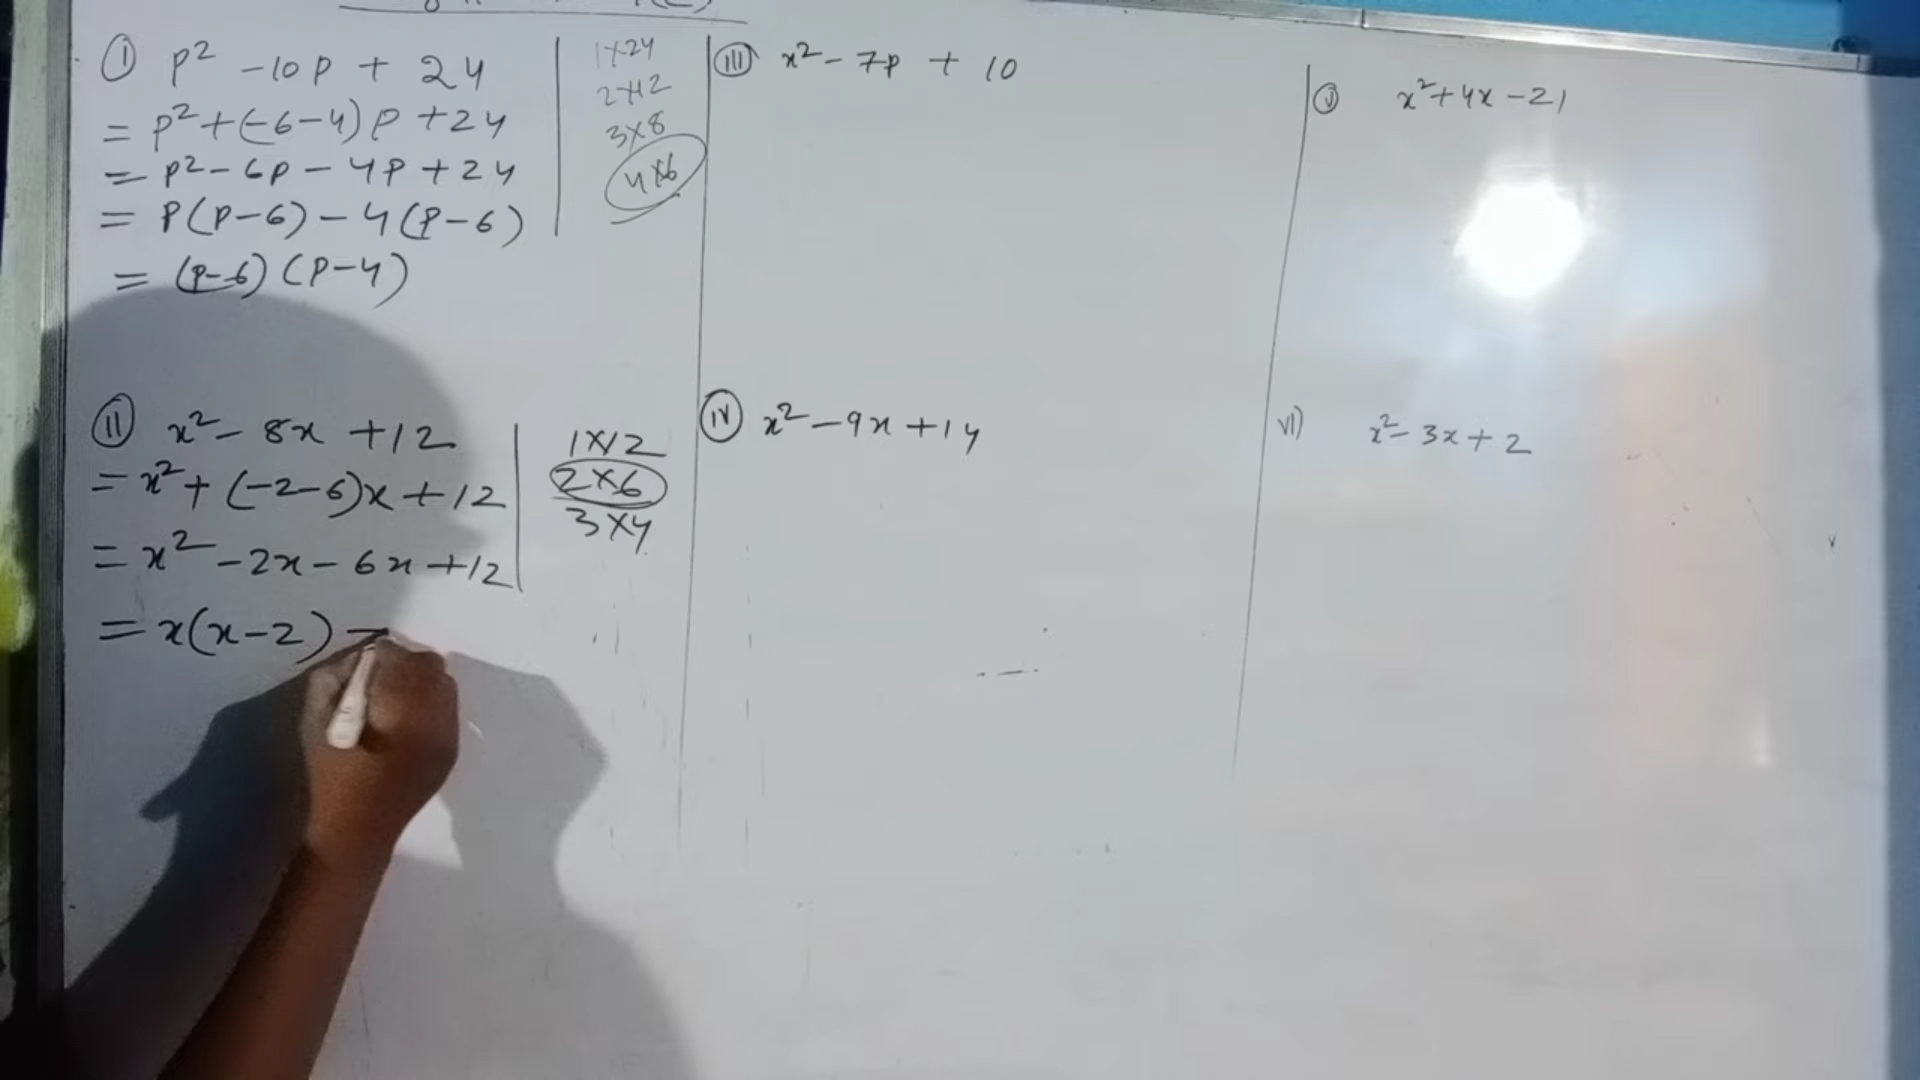 ① p² - 10p + 24
= p² + (-6-4)p + 24
= p² - 6p - 4p + 24
= p(p-6) - 4(p-6)
= (p-6)(p-4)
1×24
2×12
3×8
4×6
ⅱ x² - 8x + 12
= x² + (-2-6)x + 12
= x² - 2x - 6x + 12
= x(x-2) -
1×12
2×6
3×4
ⅲ x² - 7p + 10
ⅳ x² - 9x + 14
ⅴ x² + 4x - 21
ⅵ) x² - 3x + 2